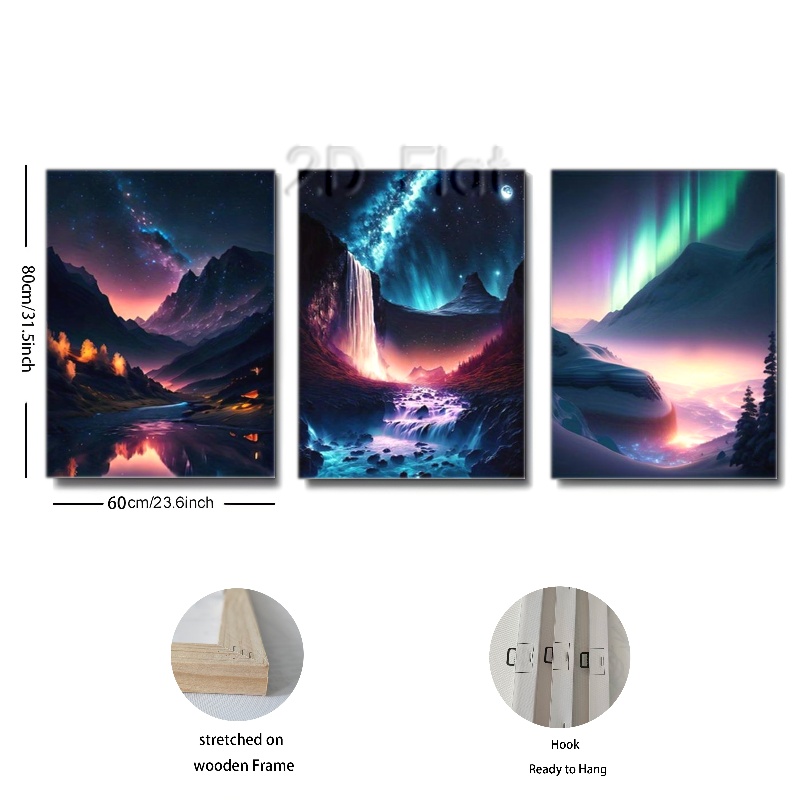 2D Flat
80cm/31.5inch
60cm/23.6inch
stretched on
wooden Frame
Hook
Ready to Hang